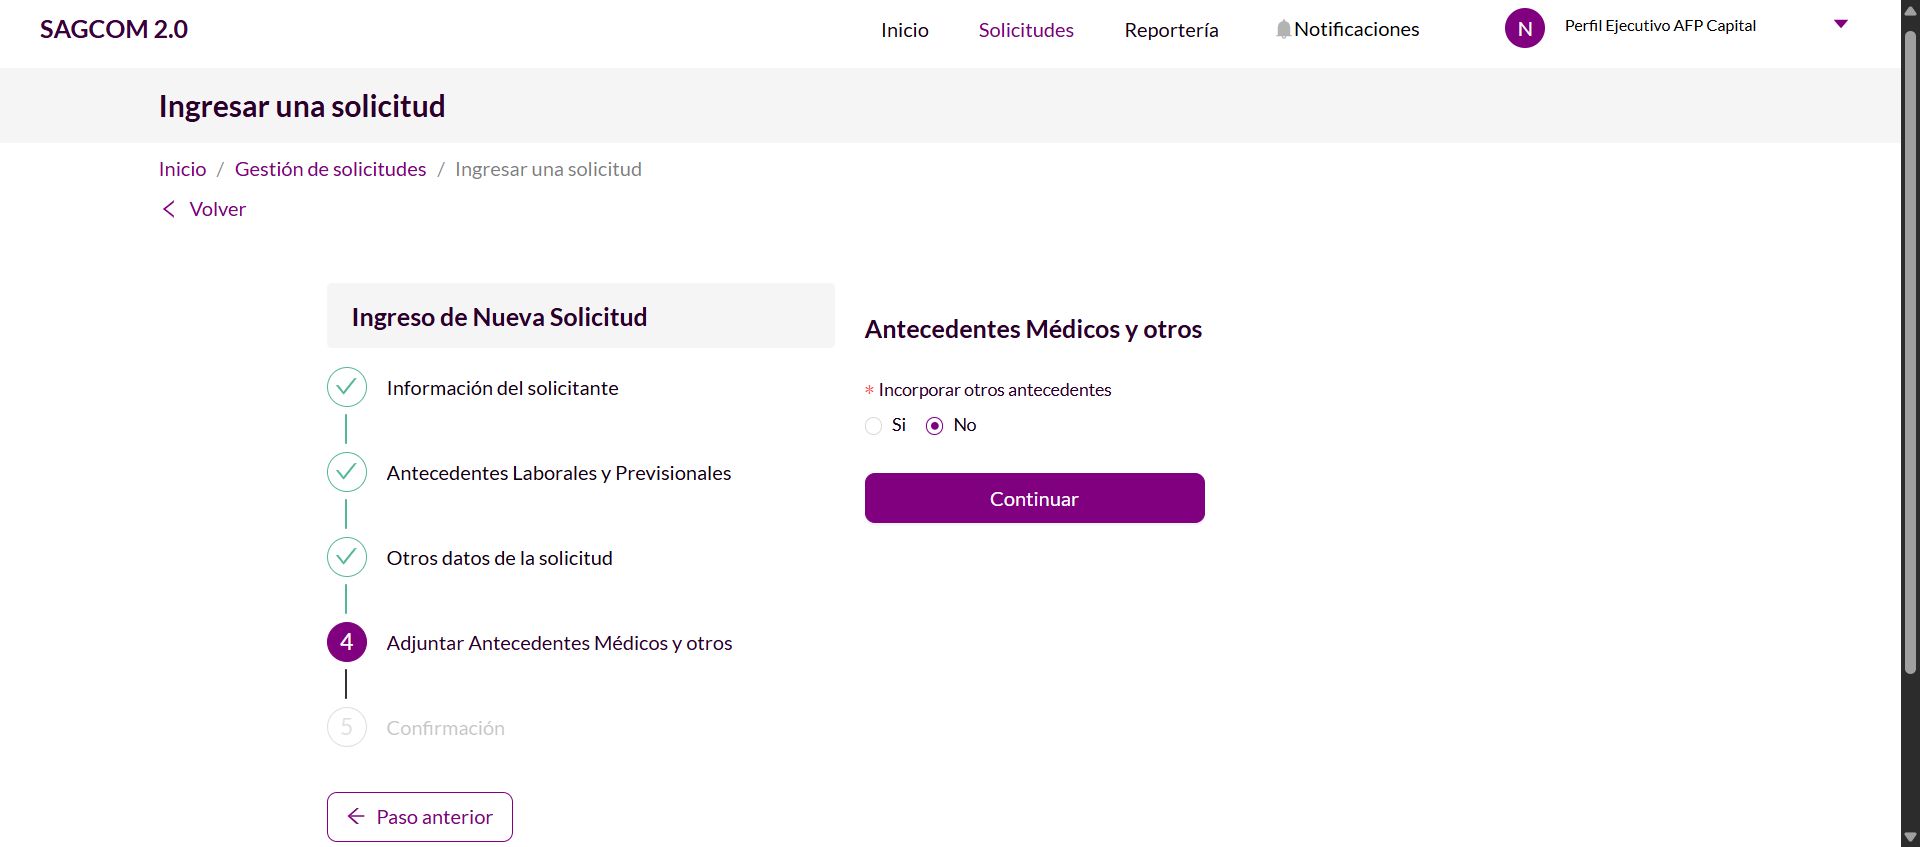 SAGCOM 2.0
Inicio Solicitudes Reportería Notificaciones
N Perfil Ejecutivo AFP Capital
Ingresar una solicitud
Inicio / Gestión de solicitudes / Ingresar una solicitud
Volver
Ingreso de Nueva Solicitud
Información del solicitante
Antecedentes Laborales y Previsionales
Otros datos de la solicitud
4 Adjuntar Antecedentes Médicos y otros
5 Confirmación
Paso anterior
Antecedentes Médicos y otros
* Incorporar otros antecedentes
Si No
Continuar